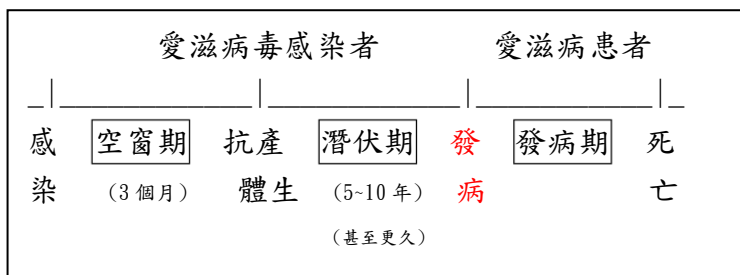 愛滋病毒感染者 愛滋病患者
感 空窗期 抗產 潛伏期 發 發病期 死
染 (3 個月) 體生 (5~10 年) 病 亡
(甚至更久)